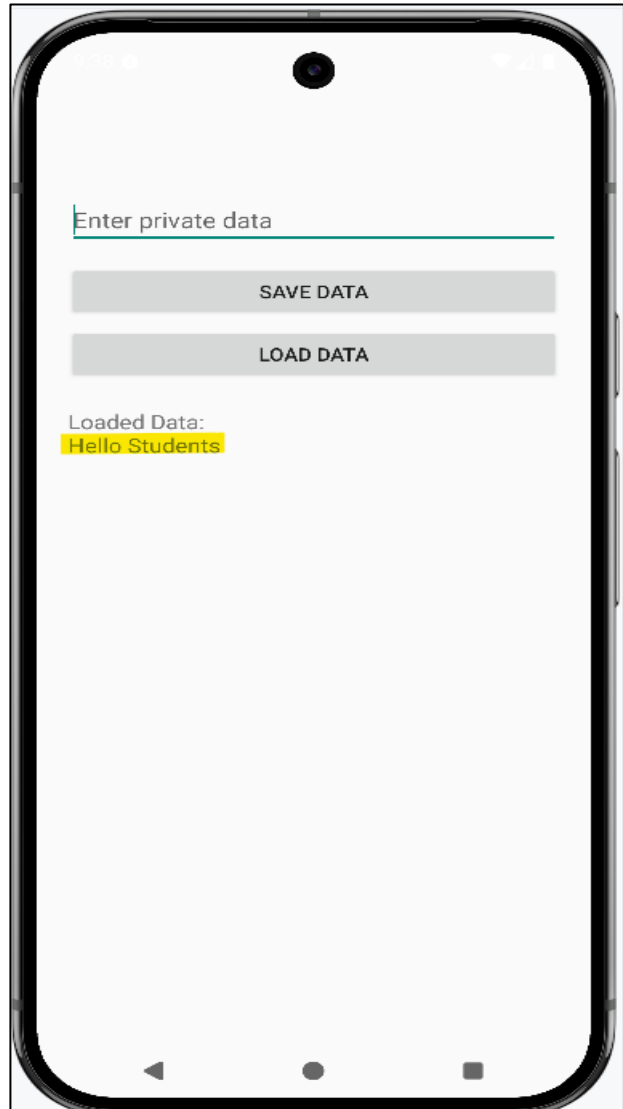 Enter private data
SAVE DATA
LOAD DATA
Loaded Data:
Hello Students